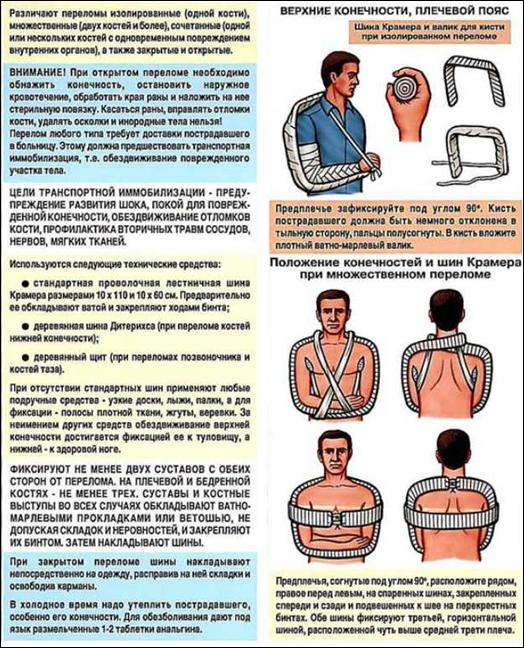 Различают переломы изолированные (одной кости),
множественные (двух костей и более), сочетанные (одной
или нескольких костей с одновременным повреждением
внутренних органов), а также закрытые и открытые.
ВНИМАНИЕ! При открытом переломе необходимо
обнажить конечность, остановить наружное
кровотечение, обработать края раны и наложить на нее
стерильную повязку. Касаться раны, вправлять отломки
кости, удалять осколки и инородные тела нельзя!
Перелом любого типа требует доставки пострадавшего
в больницу. Этому должна предшествовать транспортная
иммобилизация, т.е. обездвиживание поврежденного
участка тела.
ЦЕЛИ ТРАНСПОРТНОЙ ИММОБИЛИЗАЦИИ - ПРЕДУ-
ПРЕЖДЕНИЕ РАЗВИТИЯ ШОКА, ПОКОЙ ДЛЯ ПОВРЕЖ-
ДЕННОЙ КОНЕЧНОСТИ, ОБЕЗДВИЖИВАНИЕ ОТЛОМКОВ
КОСТИ, ПРОФИЛАКТИКА ВТОРИЧНЫХ ТРАВМ СОСУДОВ,
НЕРВОВ, МЯГКИХ ТКАНЕЙ.
Используются следующие технические средства:
● стандартная проволочная лестничная шина
Крамера размерами 10 х 110 и 10 х 60 см. Предварительно
ее обкладывают ватой и закрепляют ходами бинта;
● деревянная шина Дитерихса (при переломе костей
нижней конечности);
● деревянный щит (при переломах позвоночника и
костей таза).
При отсутствии стандартных шин применяют любые
подручные средства - узкие доски, лыжи, палки, а для
фиксации - полосы плотной ткани, жгуты, веревки. За
неимением других средств обездвиживание верхней
конечности достигается фиксацией ее к туловищу, а
нижней - к здоровой ноге.
ФИКСИРУЮТ НЕ МЕНЕЕ ДВУХ СУСТАВОВ С ОБЕИХ
СТОРОН ОТ ПЕРЕЛОМА. НА ПЛЕЧЕВОЙ И БЕДРЕННОЙ
КОСТЯХ - НЕ МЕНЕЕ ТРЕХ. СУСТАВЫ И КОСТНЫЕ
ВЫСТУПЫ ВО ВСЕХ СЛУЧАЯХ ОБКЛАДЫВАЮТ ВАТНО-
МАРЛЕВЫМИ ПРОКЛАДКАМИ ИЛИ ВЕТОШЬЮ, НЕ
ДОПУСКАЯ СКЛАДОК И НЕРОВНОСТЕЙ, И ЗАКРЕПЛЯЮТ
ИХ БИНТОМ. ЗАТЕМ НАКЛАДЫВАЮТ ШИНЫ.
При закрытом переломе шины накладывают
непосредственно на одежду, расправив на ней складки и
освободив карманы.
В холодное время надо утеплить пострадавшего,
особенно его конечности. Для обезболивания дают под
язык размельченные 1-2 таблетки анальгина.
ВЕРХНИЕ КОНЕЧНОСТИ, ПЛЕЧЕВОЙ ПОЯС
Шина Крамера и валик для кисти
при изолированном переломе
Предплечье зафиксируйте под углом 90°. Кисть
пострадавшего должна быть немного отклонена в
тыльную сторону, пальцы полусогнуты. В кисть вложите
плотный ватно-марлевый валик.
Положение конечностей и шин Крамера
при множественном переломе
Предплечья, согнутые под углом 90°, расположите рядом,
правое перед левым, на спаренных шинах, закрепленных
спереди и сзади и подвешенных к шее на перекрестных
бинтах. Обе шины фиксируют третьей, горизонтальной
шиной, расположенной чуть выше средней трети плеча.